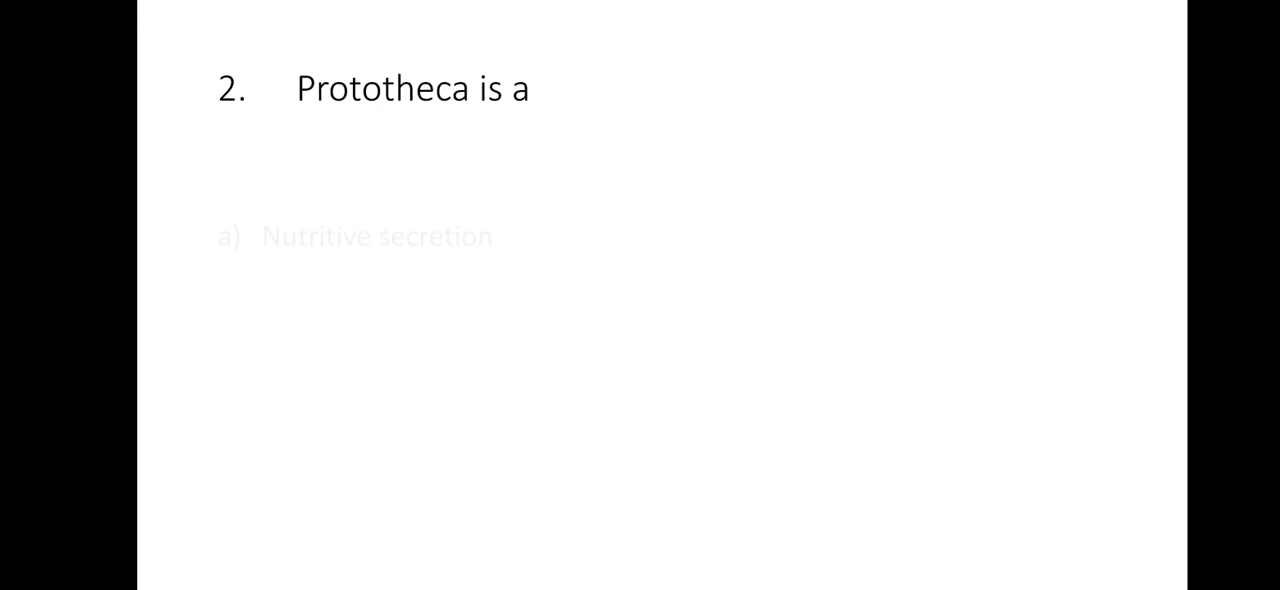 2. Prototheca is a
a) Nutritive secretion